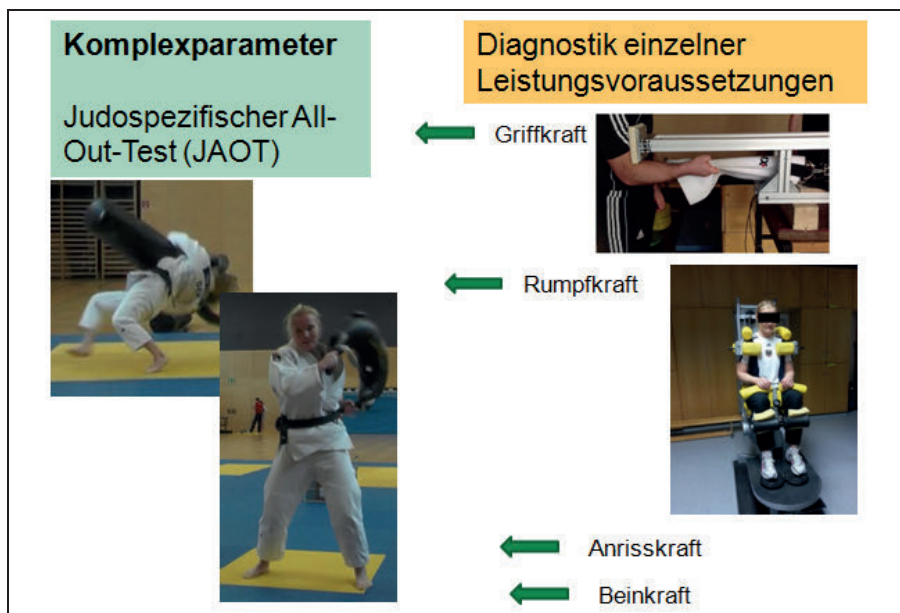 Komplexparameter
Judospezifischer All-
Out-Test (JAOT)
Diagnostik einzelner
Leistungsvoraussetzungen
Griffkraft
Rumpfkraft
Anrisskraft
Beinkraft